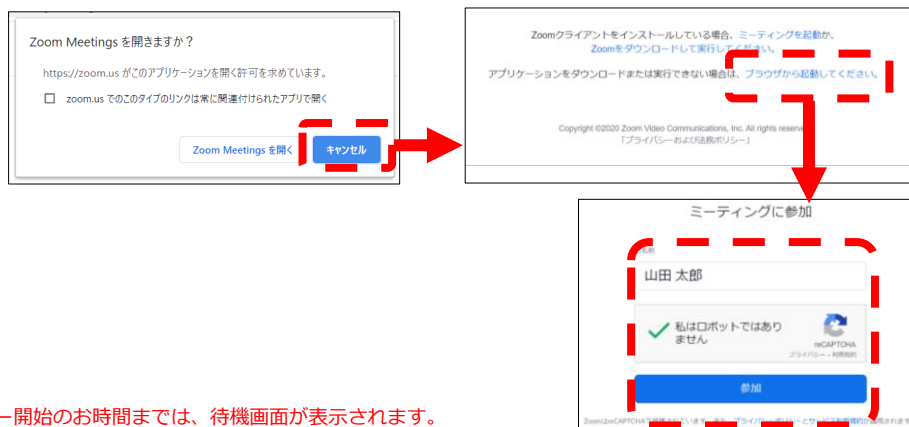 Zoom Meetings を開きますか？
https://zoom.us がこのアプリケーションを開く許可を求めています。
zoom.us でのこのタイプのリンクは常に関連付けられたアプリで開く
Zoom Meetings を開く
キャンセル
Zoomクライアントをインストールしている場合、ミーティングを起動か、
Zoomをダウンロードして実行してください。
アプリケーションをダウンロードまたは実行できない場合は、ブラウザから起動してください。
Copyright ©2020 Zoom Video Communications, Inc. All rights reserve
「プライバシーおよび法務ポリシー」
ミーティングに参加
山田 太郎
私はロボットではあり
ません
reCAPTCHA
プライバシー - 利用規約
参加
ー開始のお時間までは、待機画面が表示されます。